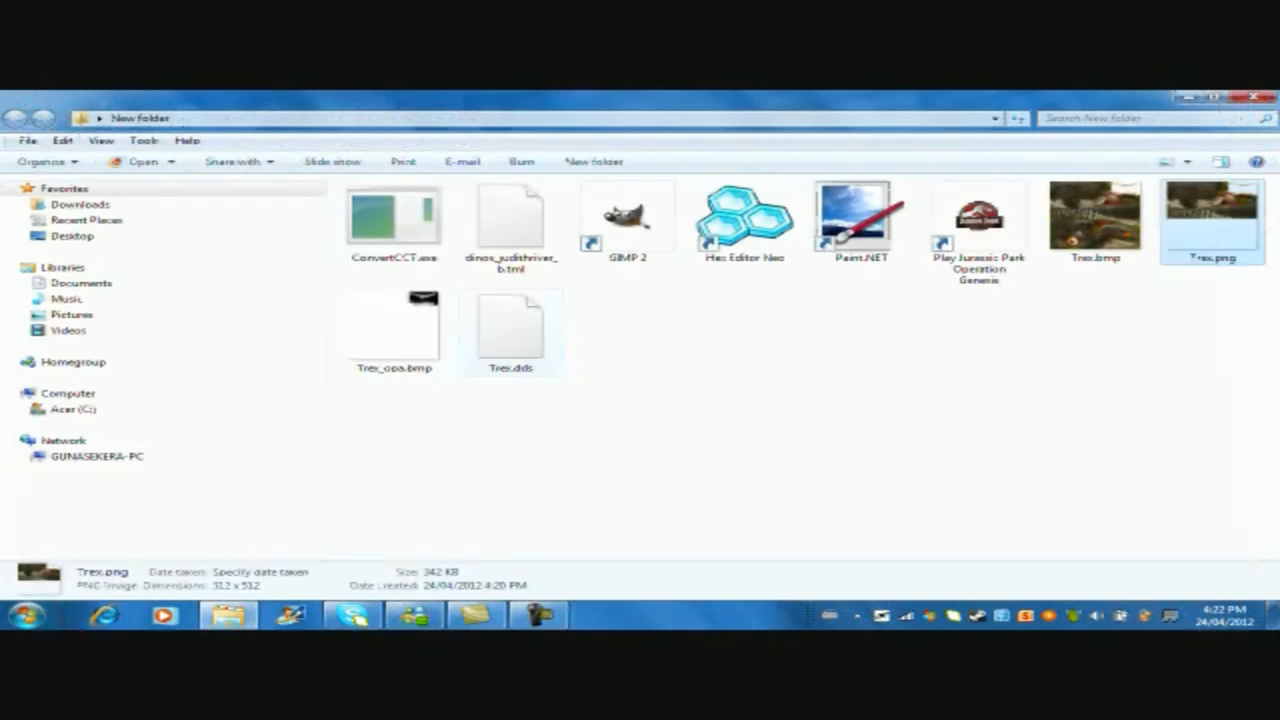 New folder
Search New folder
File Edit View Tools Help
Organize Open Share with Slide show Print E-mail Burn New folder
Favorites
Downloads
Recent Places
Desktop
Libraries
Documents
Music
Pictures
Videos
Homegroup
Computer
Acer (C:)
Network
GUNASEKERA-PC
ConvertCCT.exe
dinos_judithriver_
b.tml
GIMP 2
Hex Editor Neo
Paint.NET
Play Jurassic Park
Operation
Genesis
Trex.bmp
Trex.png
Trex_opa.bmp
Trex.dds
Trex.png Date taken: Specify date taken Size: 342 KB
PNG Image Dimensions: 512 x 512 Date created: 24/04/2012 4:20 PM
4:22 PM
24/04/2012